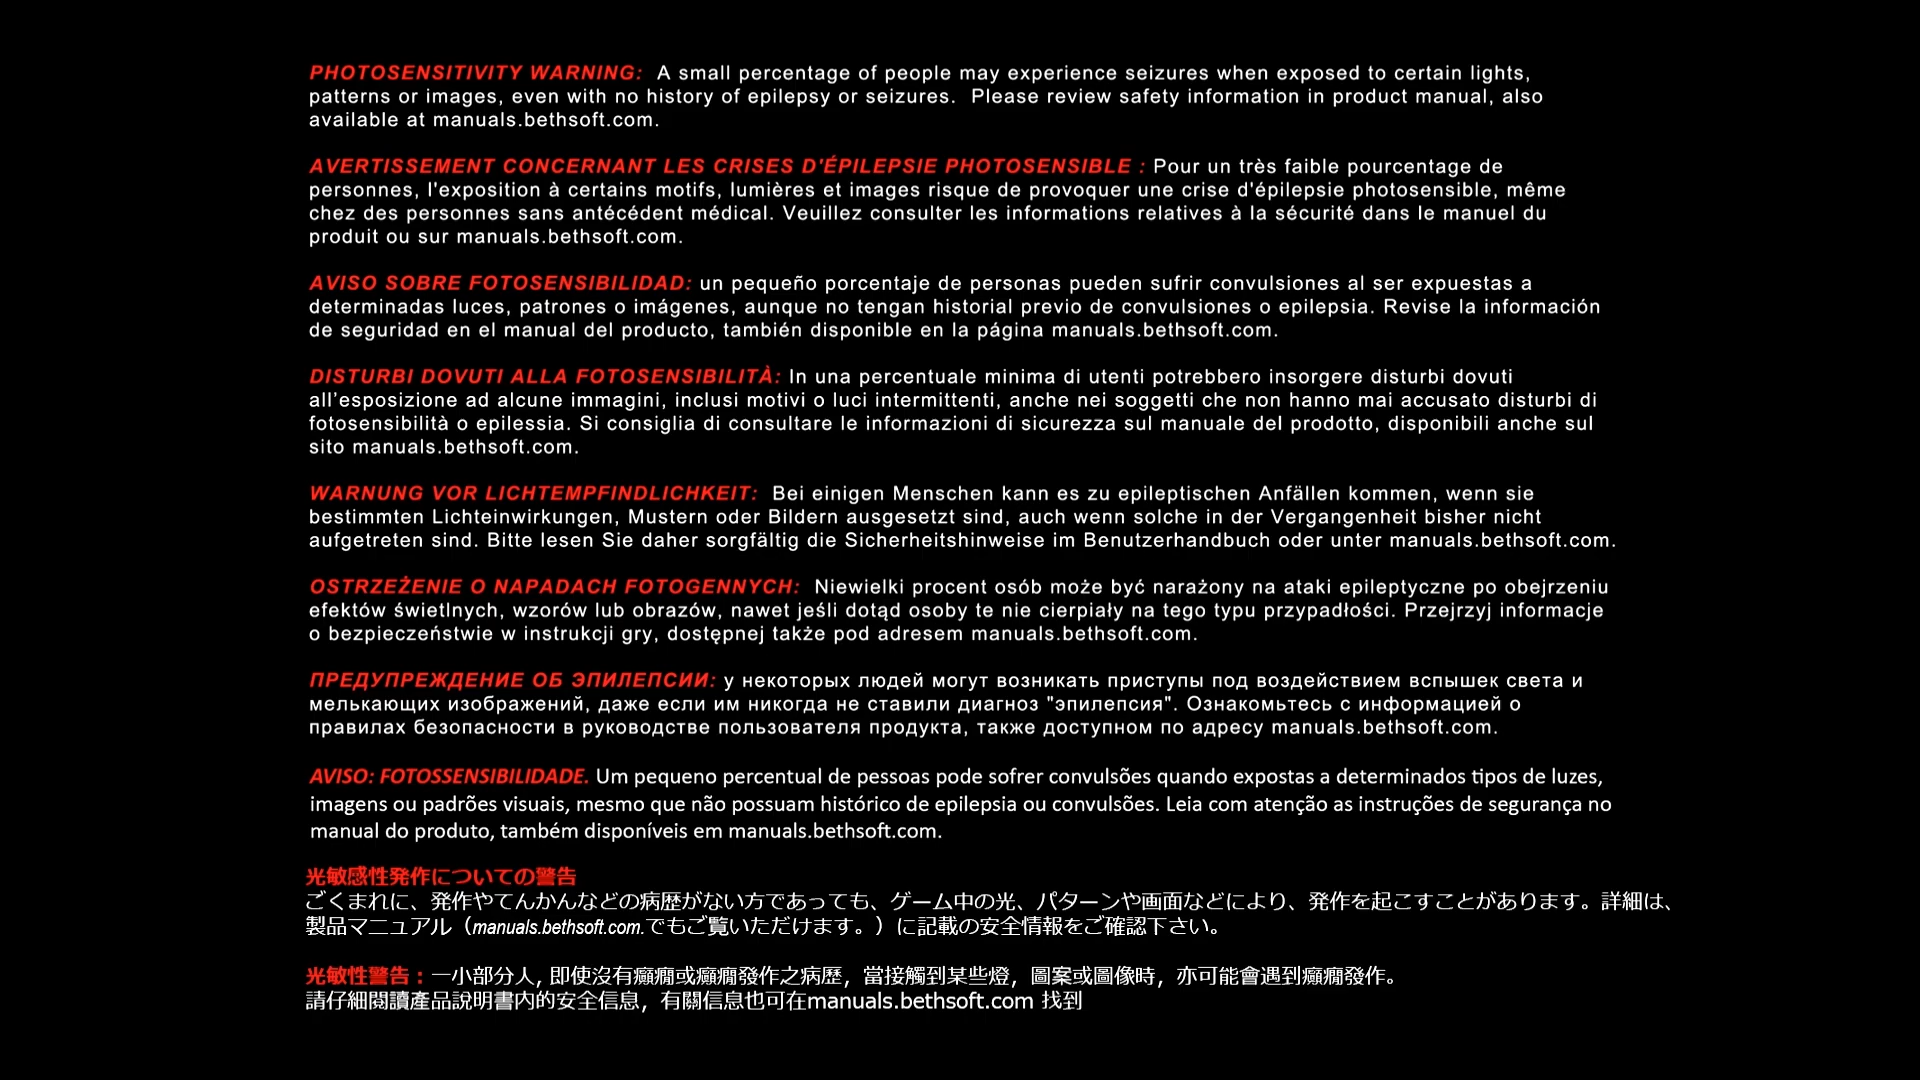 PHOTOSENSITIVITY WARNING:  A small percentage of people may experience seizures when exposed to certain lights,
patterns or images, even with no history of epilepsy or seizures.  Please review safety information in product manual, also
available at manuals.bethsoft.com.
AVERTISSEMENT CONCERNANT LES CRISES D'ÉPILEPSIE PHOTOSENSIBLE : Pour un très faible pourcentage de
personnes, l'exposition à certains motifs, lumières et images risque de provoquer une crise d'épilepsie photosensible, même
chez des personnes sans antécédent médical. Veuillez consulter les informations relatives à la sécurité dans le manuel du
produit ou sur manuals.bethsoft.com.
AVISO SOBRE FOTOSENSIBILIDAD: un pequeño porcentaje de personas pueden sufrir convulsiones al ser expuestas a
determinadas luces, patrones o imágenes, aunque no tengan historial previo de convulsiones o epilepsia. Revise la información
de seguridad en el manual del producto, también disponible en la página manuals.bethsoft.com.
DISTURBI DOVUTI ALLA FOTOSENSIBILITÀ: In una percentuale minima di utenti potrebbero insorgere disturbi dovuti
all’esposizione ad alcune immagini, inclusi motivi o luci intermittenti, anche nei soggetti che non hanno mai accusato disturbi di
fotosensibilità o epilessia. Si consiglia di consultare le informazioni di sicurezza sul manuale del prodotto, disponibili anche sul
sito manuals.bethsoft.com.
WARNUNG VOR LICHTEMPFINDLICHKEIT:  Bei einigen Menschen kann es zu epileptischen Anfällen kommen, wenn sie
bestimmten Lichteinwirkungen, Mustern oder Bildern ausgesetzt sind, auch wenn solche in der Vergangenheit bisher nicht
aufgetreten sind. Bitte lesen Sie daher sorgfältig die Sicherheitshinweise im Benutzerhandbuch oder unter manuals.bethsoft.com.
OSTRZEŻENIE O NAPADACH FOTOGENNYCH:  Niewielki procent osób może być narażony na ataki epileptyczne po obejrzeniu
efektów świetlnych, wzorów lub obrazów, nawet jeśli dotąd osoby te nie cierpiały na tego typu przypadłości. Przejrzyj informacje
o bezpieczeństwie w instrukcji gry, dostępnej także pod adresem manuals.bethsoft.com.
ПРЕДУПРЕЖДЕНИЕ ОБ ЭПИЛЕПСИИ: у некоторых людей могут возникать приступы под воздействием вспышек света и
мелькающих изображений, даже если им никогда не ставили диагноз "эпилепсия". Ознакомьтесь с информацией о
правилах безопасности в руководстве пользователя продукта, также доступном по адресу manuals.bethsoft.com.
AVISO: FOTOSSENSIBILIDADE. Um pequeno percentual de pessoas pode sofrer convulsões quando expostas a determinados tipos de luzes,
imagens ou padrões visuais, mesmo que não possuam histórico de epilepsia ou convulsões. Leia com atenção as instruções de segurança no
manual do produto, também disponíveis em manuals.bethsoft.com.
光敏感性発作についての警告
ごくまれに、発作やてんかんなどの病歴がない方であっても、ゲーム中の光、パターンや画面などにより、発作を起こすことがあります。詳細は、
製品マニュアル（manuals.bethsoft.com.でもご覧いただけます。）に記載の安全情報をご確認下さい。
光敏性警告：一小部分人, 即使沒有癲癇或癲癇發作之病歷，當接觸到某些燈，圖案或圖像時，亦可能會遇到癲癇發作。
請仔細閱讀產品說明書內的安全信息，有關信息也可在manuals.bethsoft.com 找到